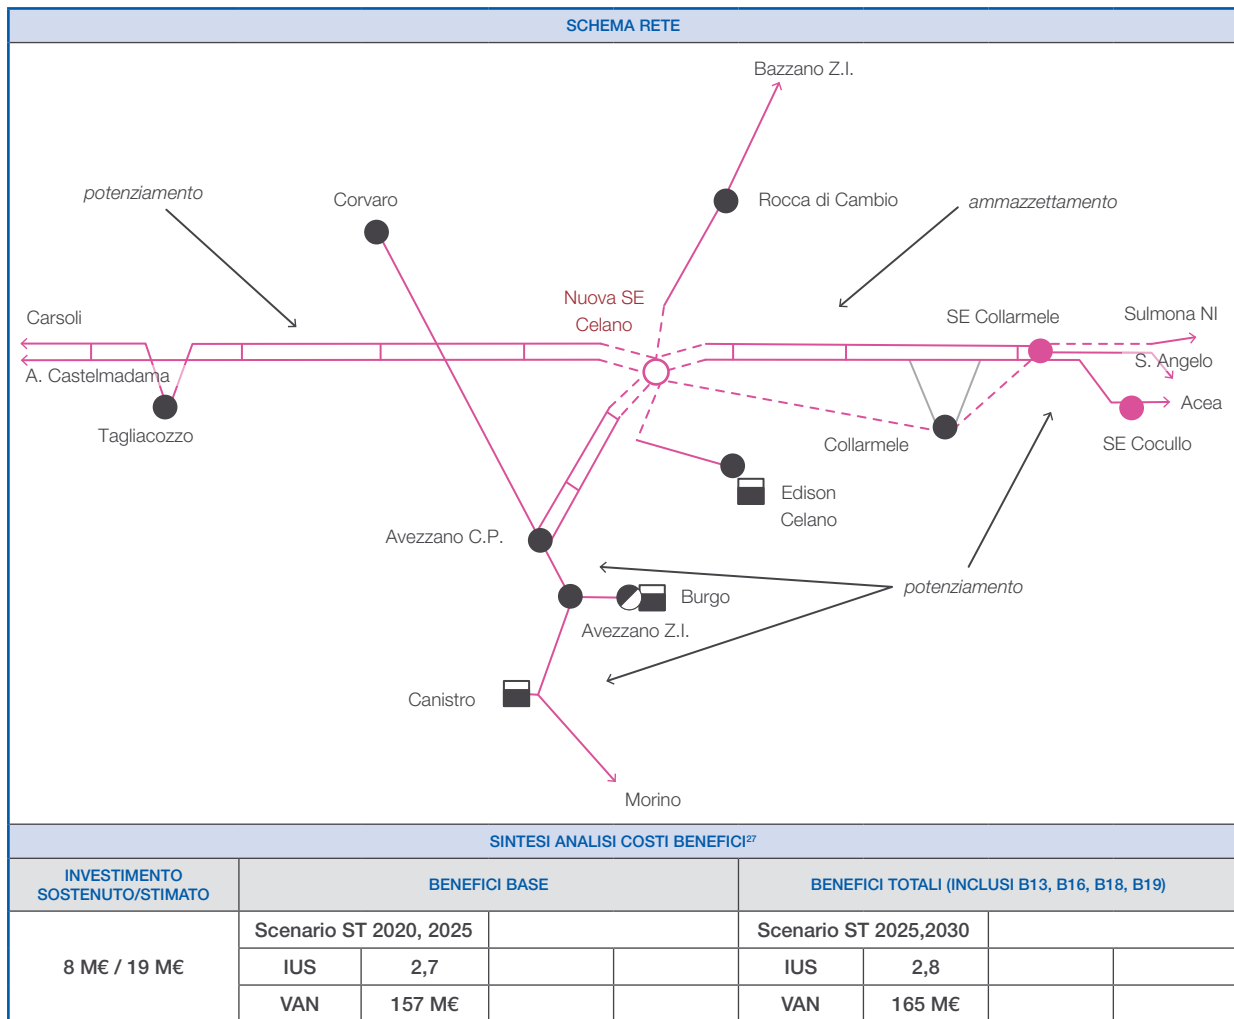 SCHEMA RETE
Bazzano Z.I.
potenziamento
Corvaro
Rocca di Cambio
ammazzettamento
Nuova SE
Celano
Carsoli
SE Collarmele
Sulmona NI
A. Castelmadama
S. Angelo
Tagliacozzo
Collarmele
Acea
SE Cocullo
Edison
Celano
Avezzano C.P.
potenziamento
Burgo
Avezzano Z.I.
Canistro
Morino
SINTESI ANALISI COSTI BENEFICI27
INVESTIMENTO
SOSTENUTO/STIMATO
BENEFICI BASE
BENEFICI TOTALI (INCLUSI B13, B16, B18, B19)
Scenario ST 2020, 2025
Scenario ST 2025,2030
8 M€ / 19 M€
IUS 2,7
IUS 2,8
VAN 157 M€
VAN 165 M€